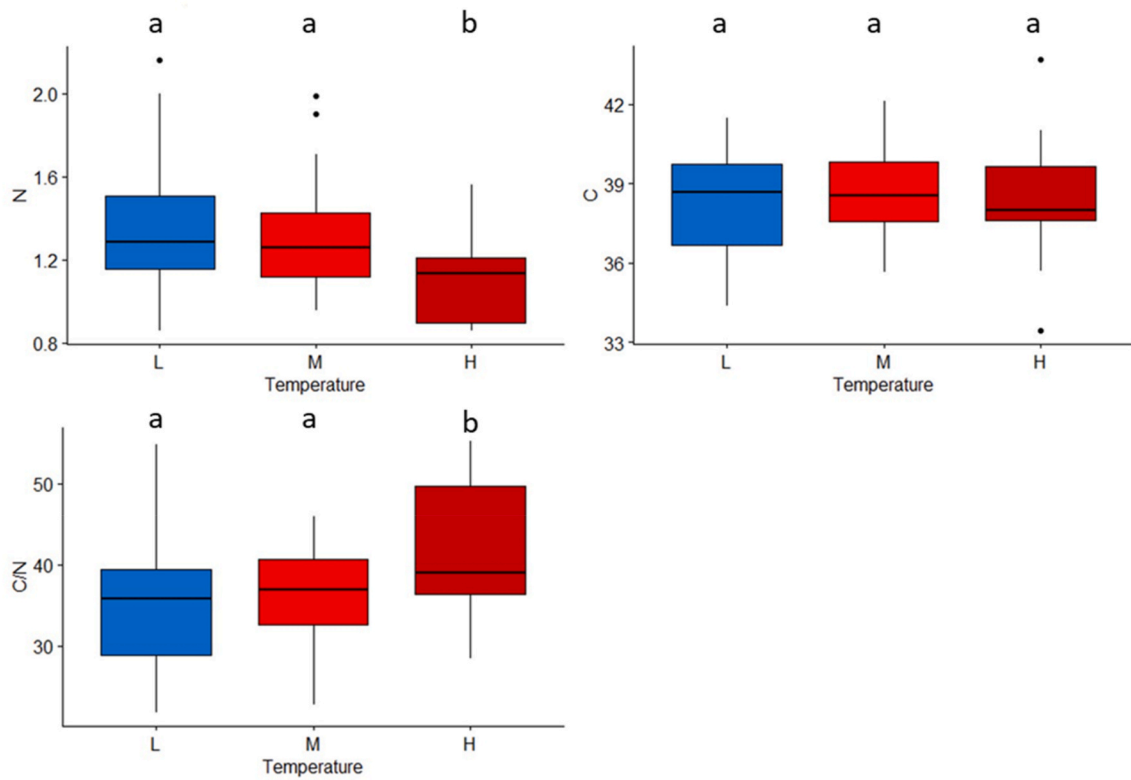 a a b
N
2.0
1.6
1.2
0.8
L M H
Temperature
a a a
C
42
39
36
33
L M H
Temperature
a a b
C/N
50
40
30
L M H
Temperature